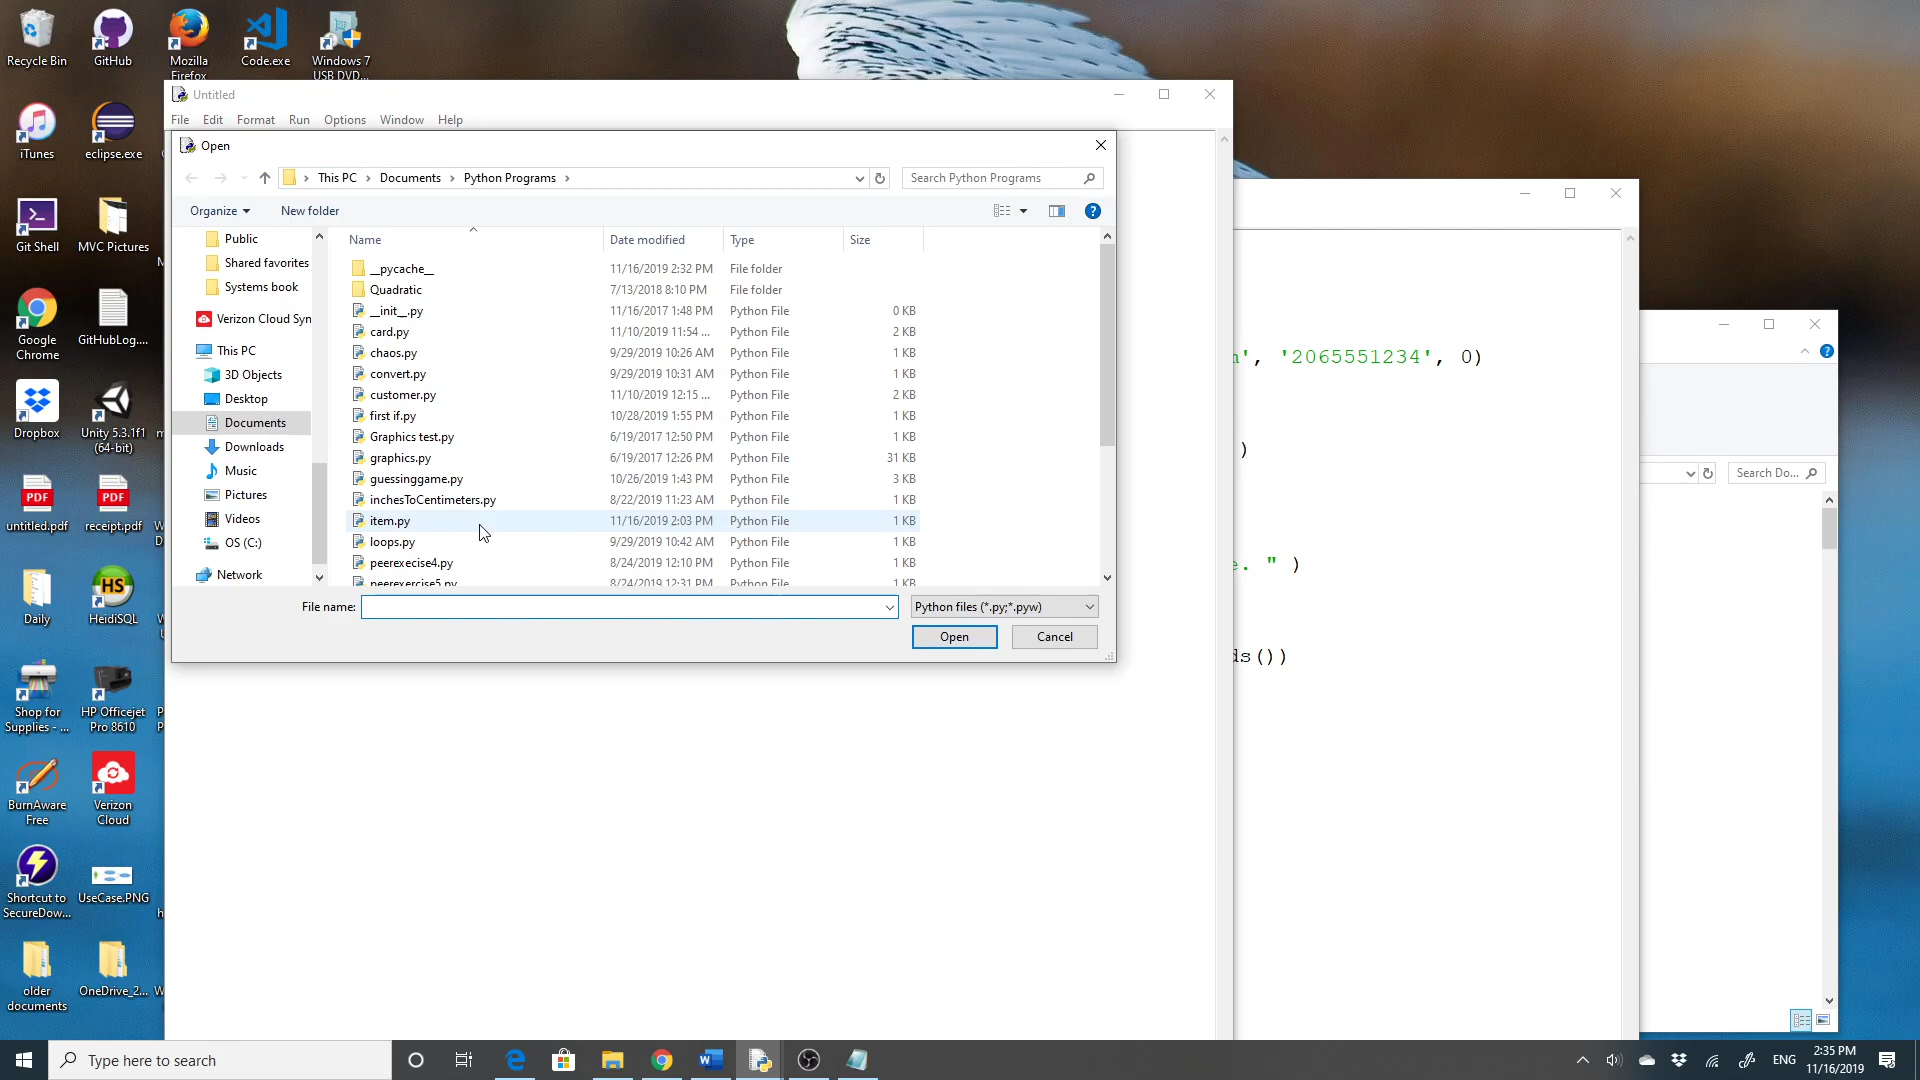 Recycle Bin
GitHub
Mozilla
Firefox
Code.exe
Windows 7
USB DVD...
iTunes
eclipse.exe
Git Shell
MVC Pictures
Google
Chrome
GitHubLog....
Dropbox
Unity 5.3.1f1
(64-bit)
untitled.pdf
receipt.pdf
Daily
HeidiSQL
Shop for
Supplies - ...
HP Officejet
Pro 8610
BurnAware
Free
Verizon
Cloud
Shortcut to
SecureDow...
UseCase.PNG
older
documents
OneDrive_2...
Untitled
File Edit Format Run Options Window Help
Open
This PC > Documents > Python Programs >
Search Python Programs
Organize New folder
Public
Shared favorites
Systems book
Verizon Cloud Syn
This PC
3D Objects
Desktop
Documents
Downloads
Music
Pictures
Videos
OS (C:)
Network
Name Date modified Type Size
__pycache__ 11/16/2019 2:32 PM File folder
Quadratic 7/13/2018 8:10 PM File folder
__init__.py 11/16/2017 1:48 PM Python File 0 KB
card.py 11/10/2019 11:54 ... Python File 2 KB
chaos.py 9/29/2019 10:26 AM Python File 1 KB
convert.py 9/29/2019 10:31 AM Python File 1 KB
customer.py 11/10/2019 12:15 ... Python File 2 KB
first if.py 10/28/2019 1:55 PM Python File 1 KB
Graphics test.py 6/19/2017 12:50 PM Python File 1 KB
graphics.py 6/19/2017 12:26 PM Python File 31 KB
guessinggame.py 10/26/2019 1:43 PM Python File 3 KB
inchesToCentimeters.py 8/22/2019 11:23 AM Python File 1 KB
item.py 11/16/2019 2:03 PM Python File 1 KB
loops.py 9/29/2019 10:42 AM Python File 1 KB
peerexecise4.py 8/24/2019 12:10 PM Python File 1 KB
peerexercise5.py 8/24/2019 12:31 PM Python File 1 KB
File name:
Python files (*.py;*.pyw)
Open Cancel
', '2065551234', 0)
)
e. " )
ds())
Search Do...
Type here to search
ENG
2:35 PM
11/16/2019